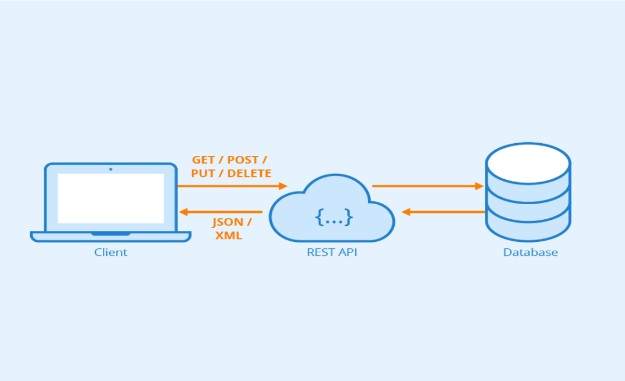 GET / POST /
PUT / DELETE
{...}
JSON /
XML
Client
REST API
Database